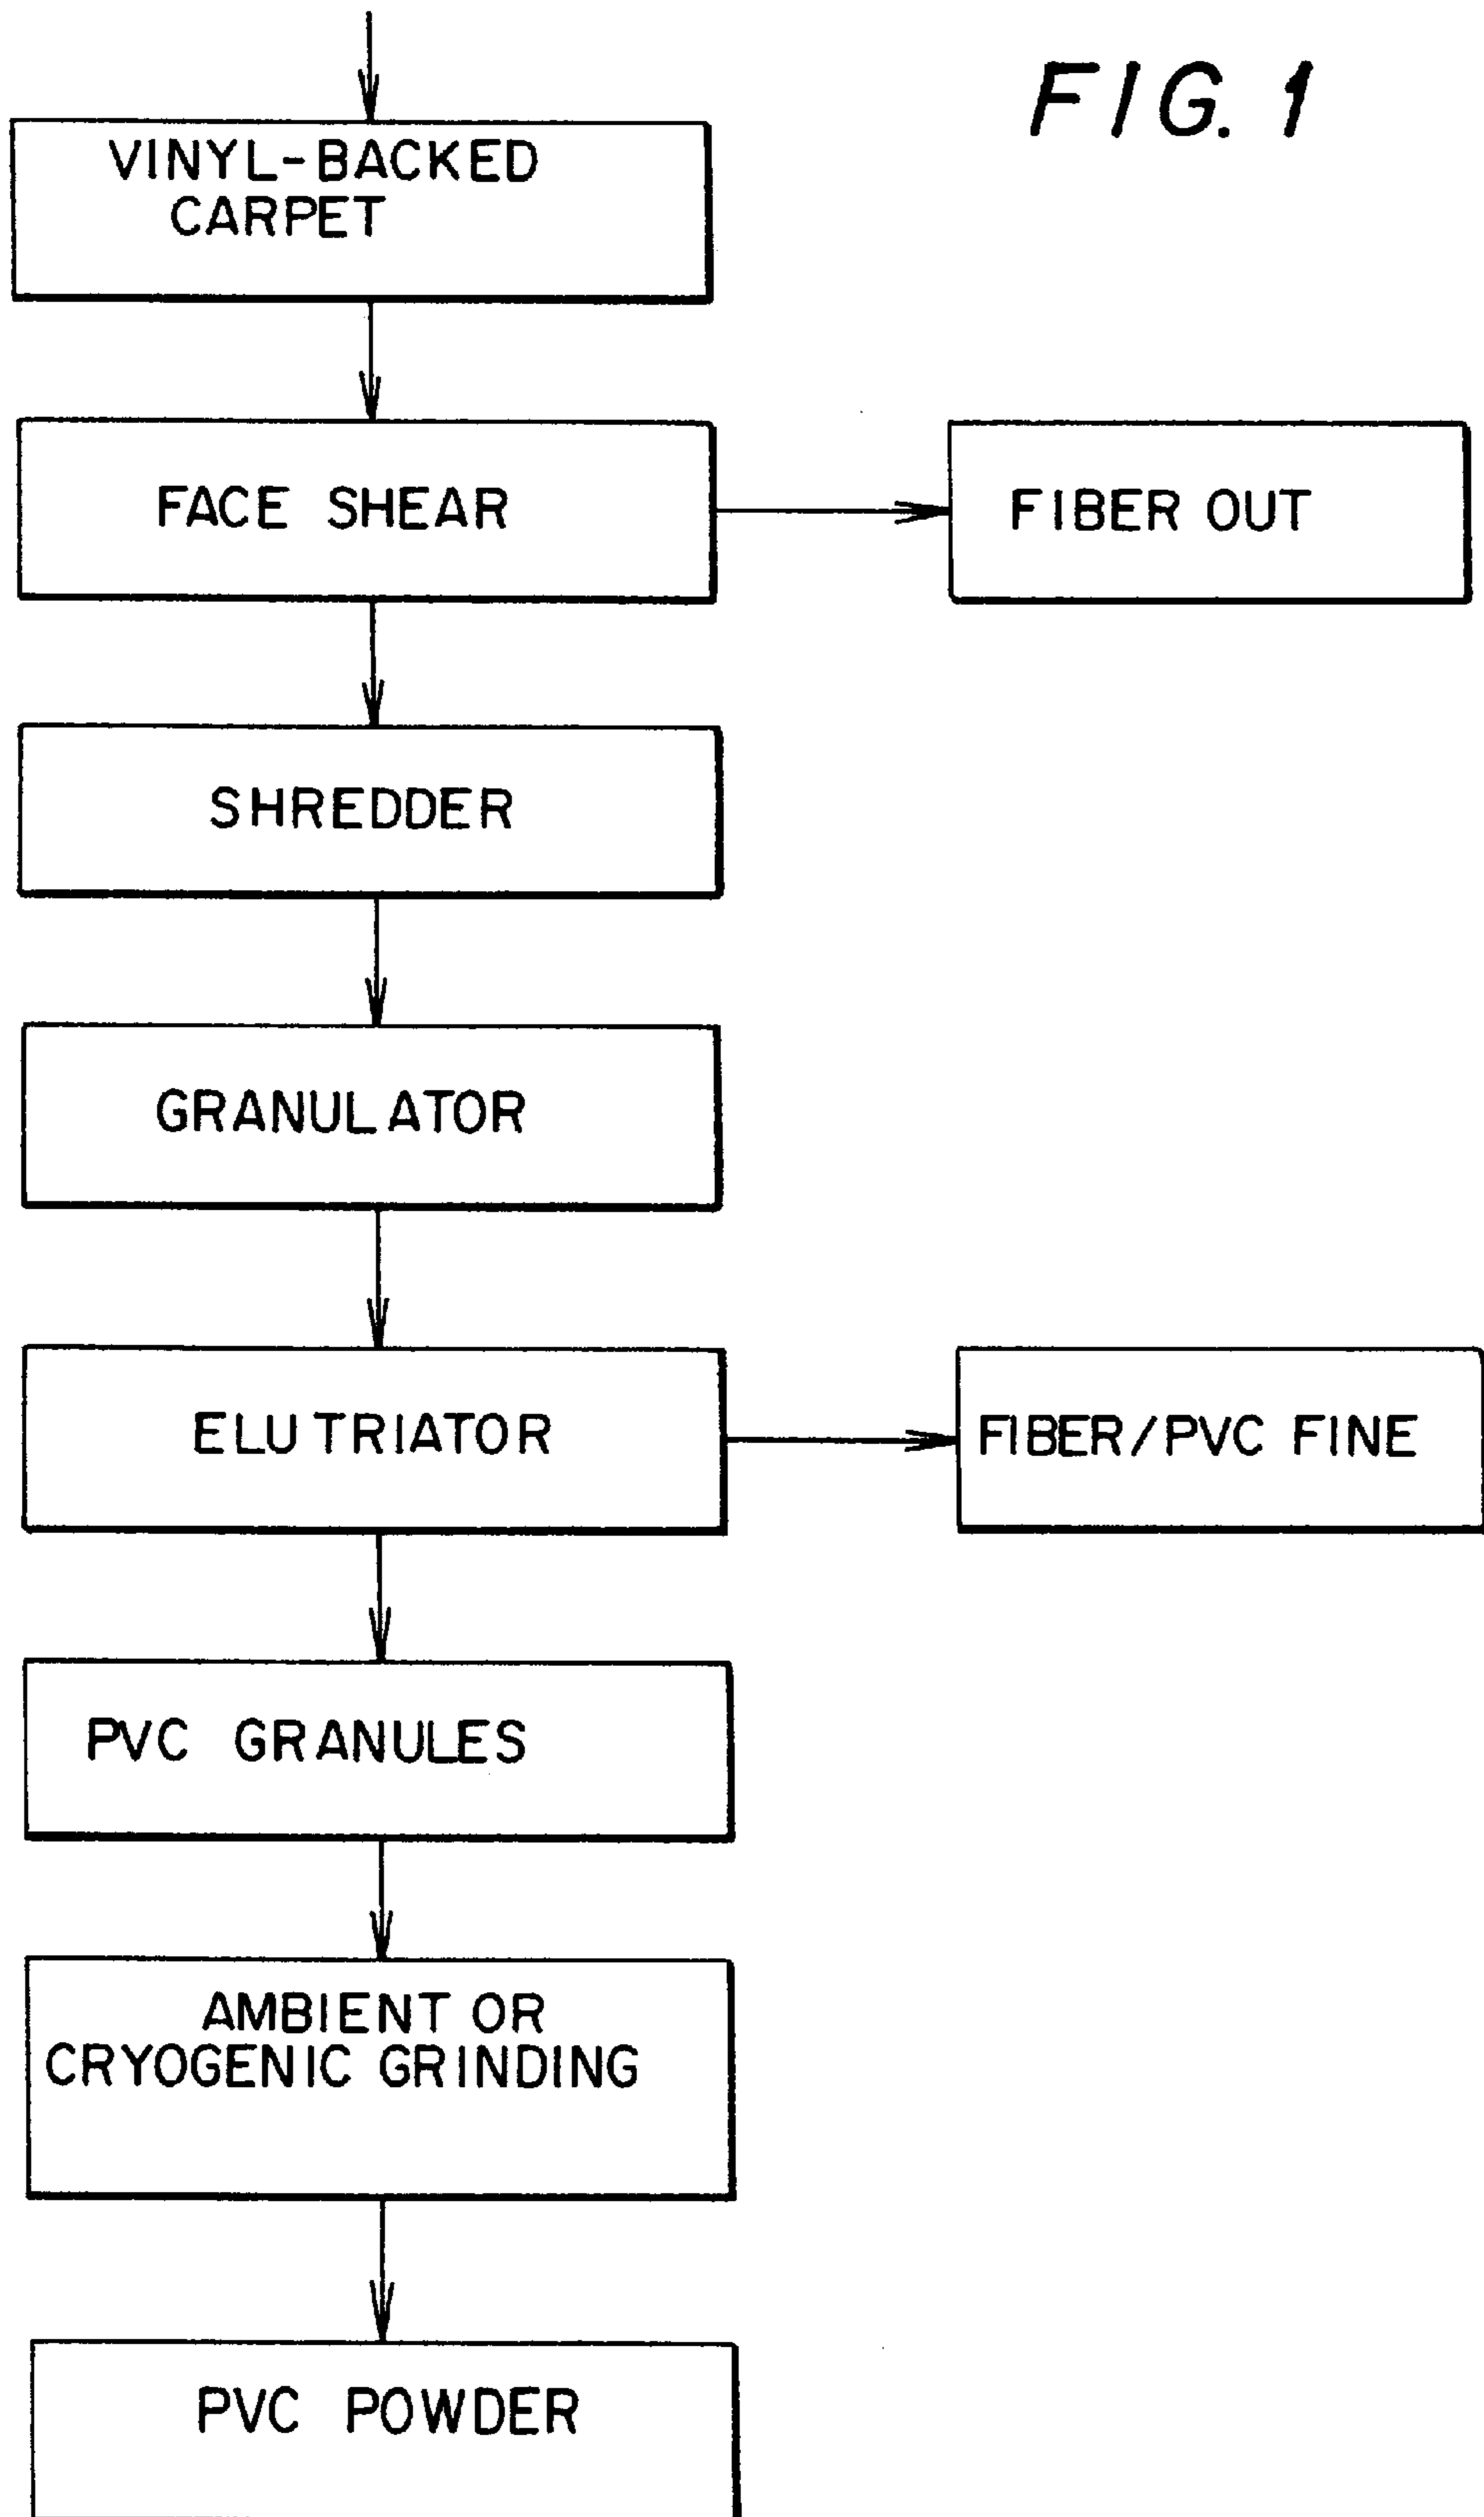 FIG. 1
VINYL-BACKED
CARPET
FACE SHEAR
FIBER OUT
SHREDDER
GRANULATOR
ELUTRIATOR
FIBER/PVC FINE
PVC GRANULES
AMBIENT OR
CRYOGENIC GRINDING
PVC POWDER